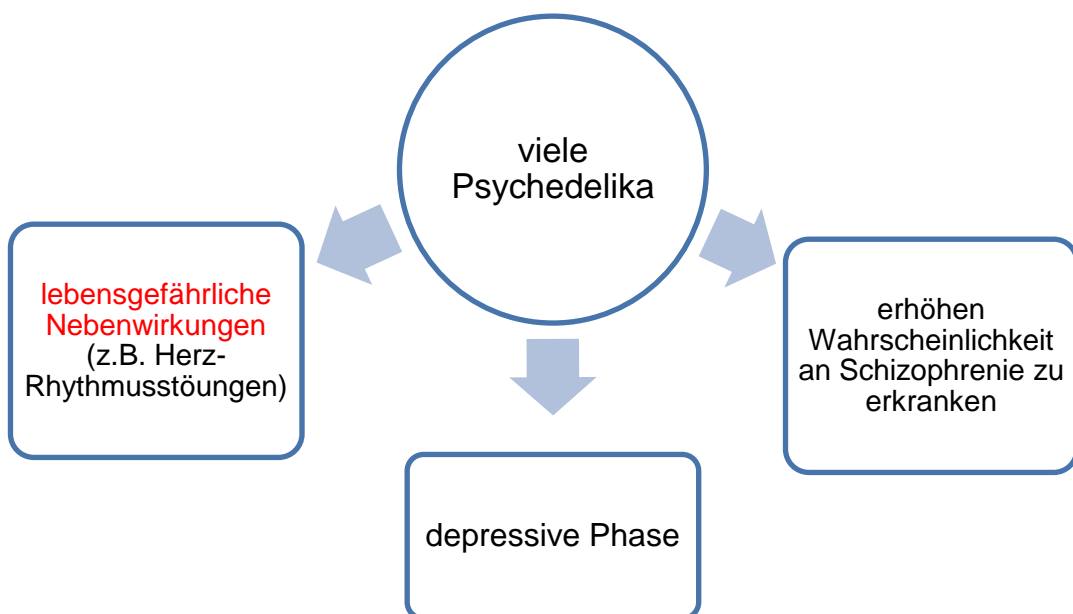 viele
Psychedelika
lebensgefährliche
Nebenwirkungen
(z.B. Herz-
Rhythmusstöungen)
depressive Phase
erhöhen
Wahrscheinlichkeit
an Schizophrenie zu
erkranken